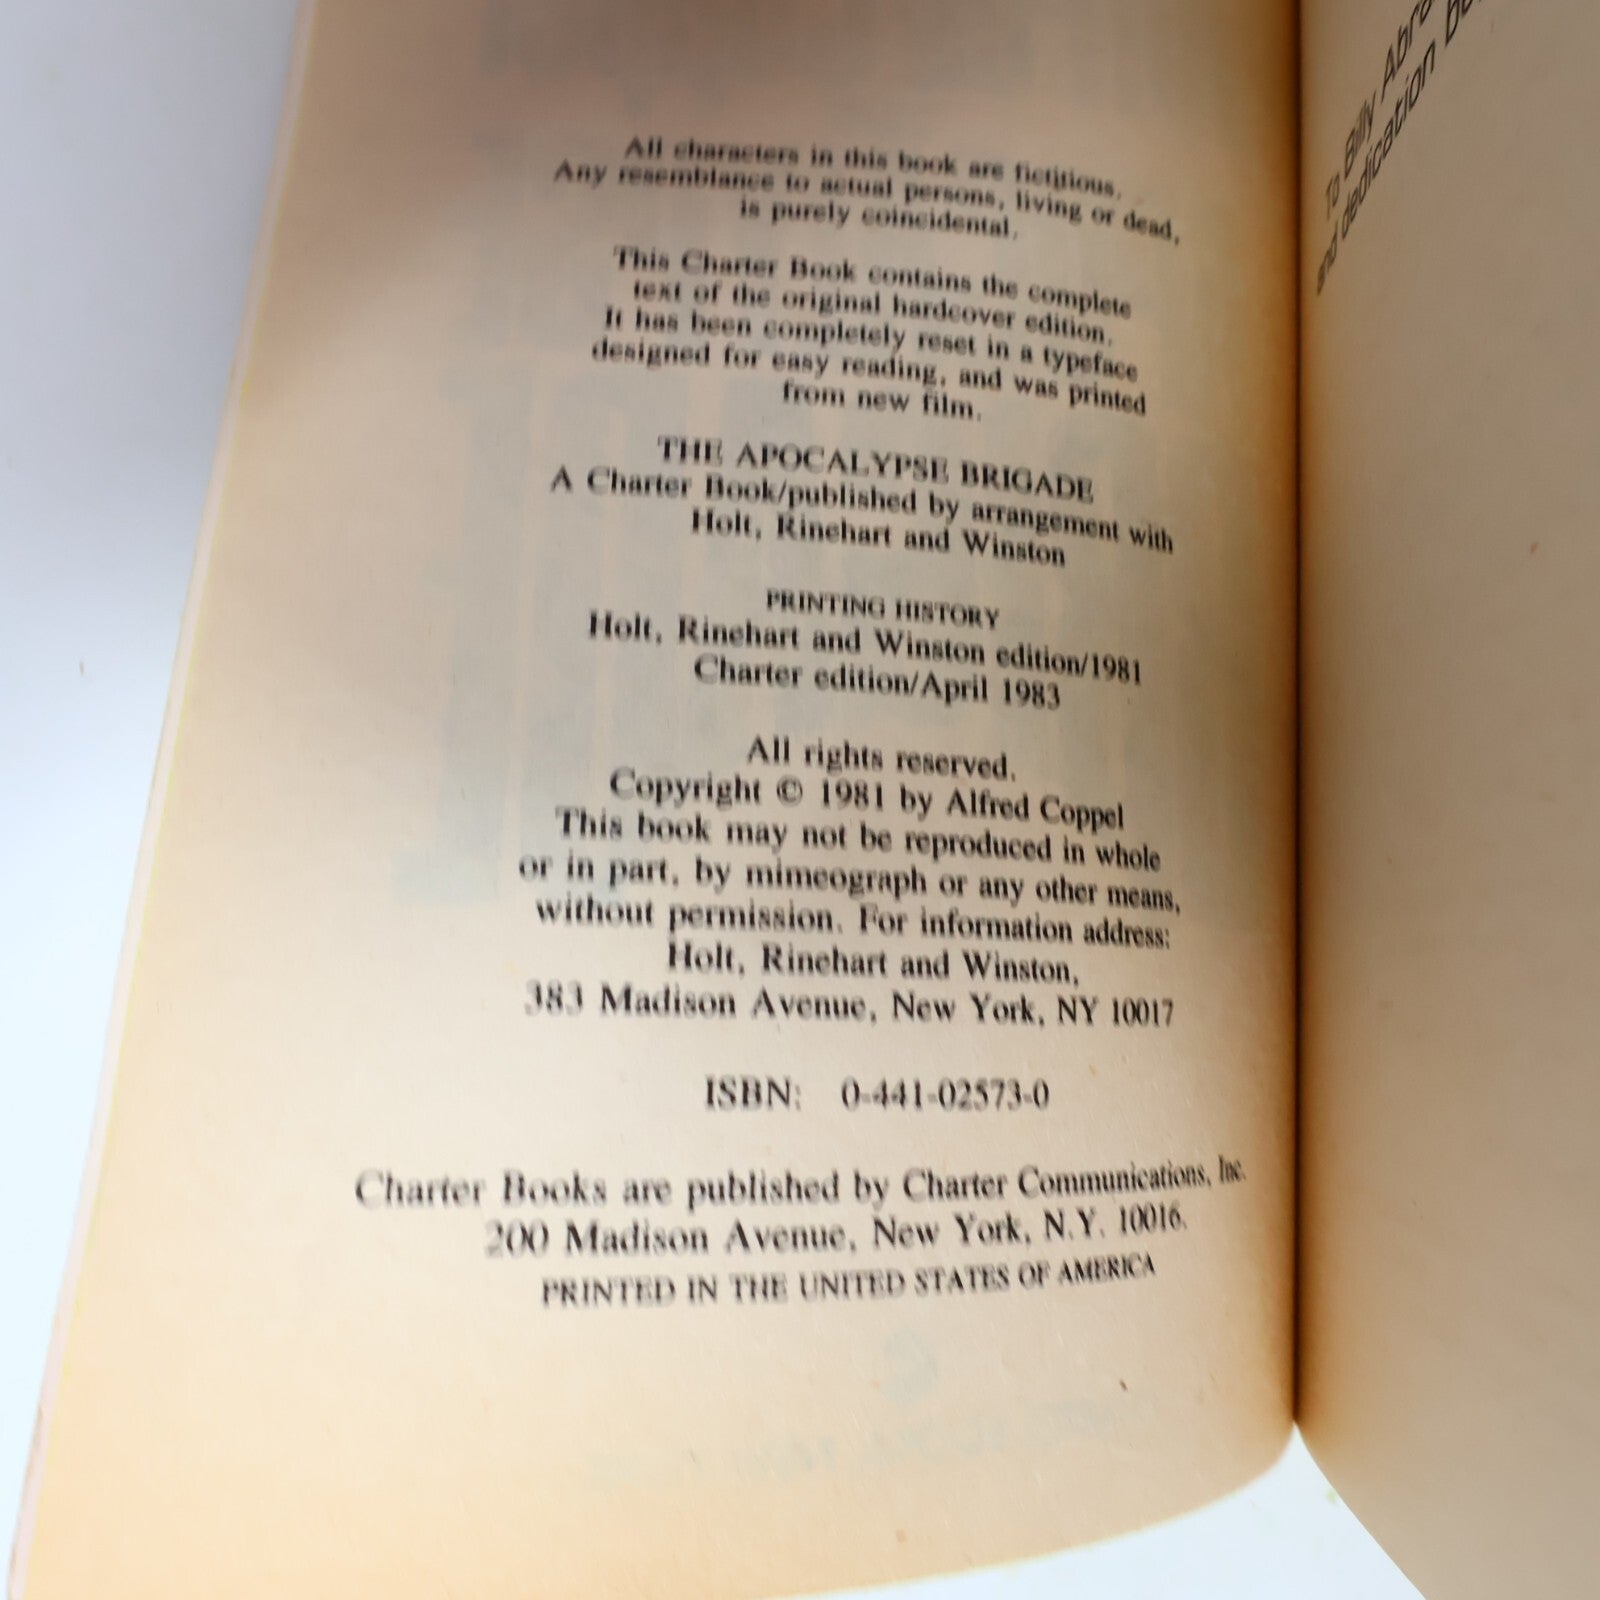 All characters in this book are fictitious.
Any resemblance to actual persons, living or dead,
is purely coincidental.
This Charter Book contains the complete
text of the original hardcover edition.
It has been completely reset in a typeface
designed for easy reading, and was printed
from new film.
THE APOCALYPSE BRIGADE
A Charter Book/published by arrangement with
Holt, Rinehart and Winston
PRINTING HISTORY
Holt, Rinehart and Winston edition/1981
Charter edition/April 1983
All rights reserved.
Copyright © 1981 by Alfred Coppel
This book may not be reproduced in whole
or in part, by mimeograph or any other means,
without permission. For information address:
Holt, Rinehart and Winston,
383 Madison Avenue, New York, NY 10017
ISBN: 0-441-02573-0
Charter Books are published by Charter Communications, Inc.
200 Madison Avenue, New York, N.Y. 10016.
PRINTED IN THE UNITED STATES OF AMERICA
To Billy
and dedication